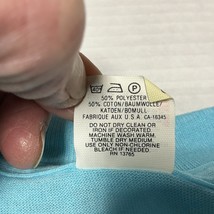 P
50% POLYESTER
50% COTON/BAUMWOLLE/
KATOEN/BOMULL
FABRIQUE AUX U.S.A. CA-18345
DO NOT DRY CLEAN OR
IRON IF DECORATED.
MACHINE WASH WARM.
TUMBLE DRY MEDIUM
USE ONLY NON-CHLORINE
BLEACH IF NEEDED
RN 13765